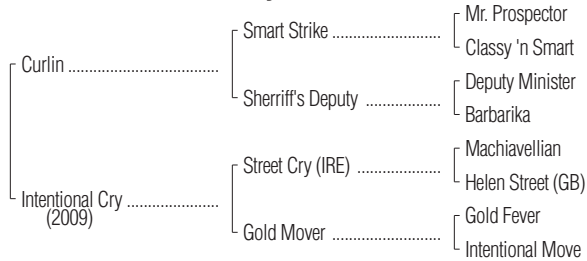 Mr. Prospector
Smart Strike ....................
Classy 'n Smart
Curlin ......................................
Deputy Minister
Sherriff's Deputy ..................
Barbarika
Machiavellian
Street Cry (IRE) ...................
Helen Street (GB)
Intentional Cry .......................
(2009)
Gold Fever
Gold Mover ..........................
Intentional Move